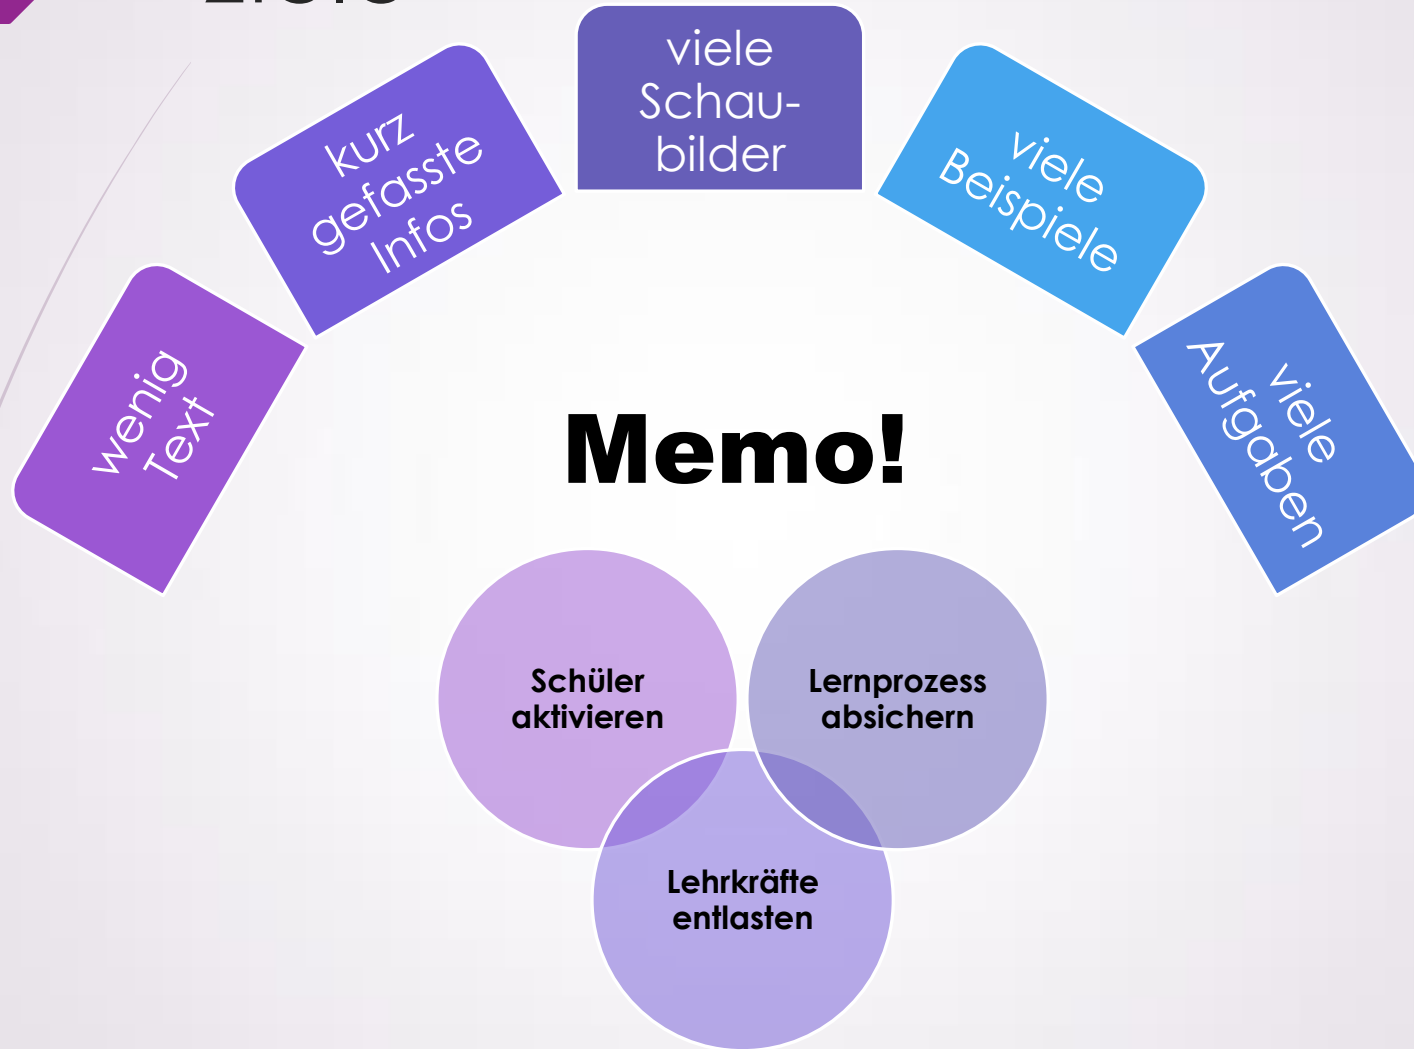 Ziele
wenig
Text
kurz
gefasste
Infos
viele
Schau-
bilder
viele
Beispiele
viele
Aufgaben
Memo!
Schüler
aktivieren
Lernprozess
absichern
Lehrkräfte
entlasten